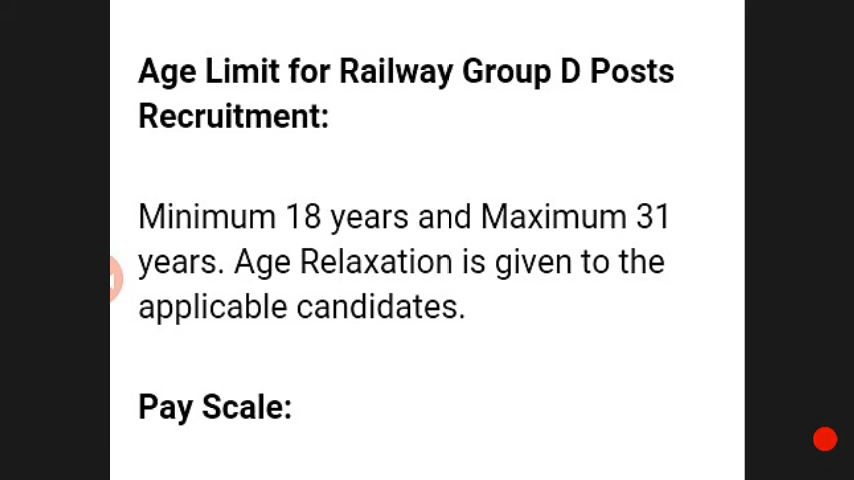 Age Limit for Railway Group D Posts
Recruitment:
Minimum 18 years and Maximum 31
years. Age Relaxation is given to the
applicable candidates.
Pay Scale: